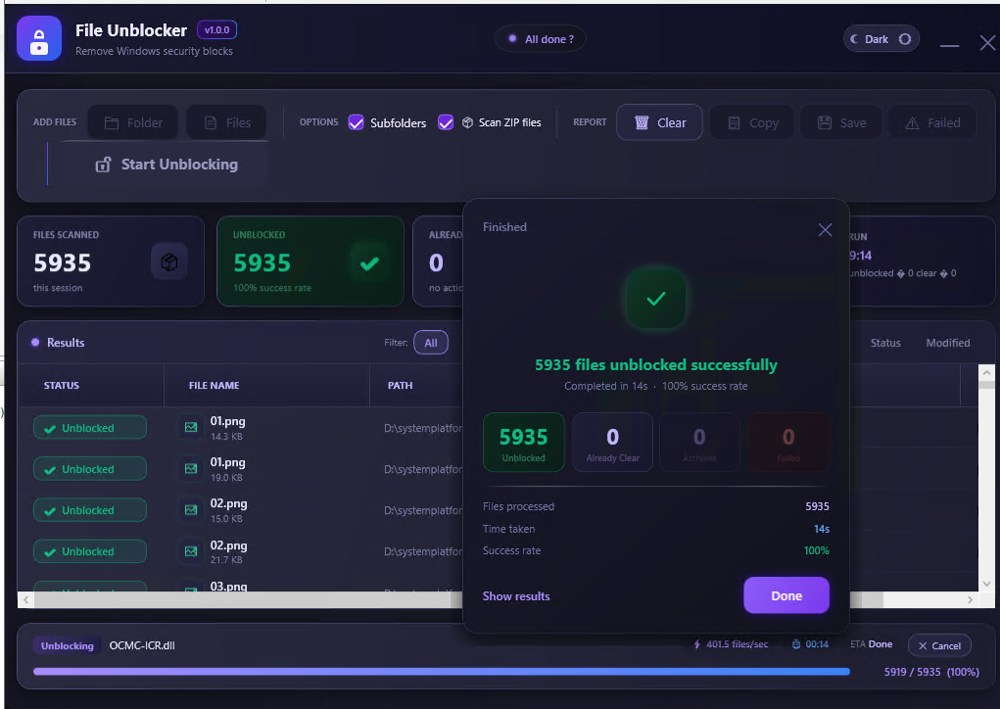 File Unblocker v1.0.0
Remove Windows security blocks
All done ?
Dark
ADD FILES Folder Files OPTIONS Subfolders Scan ZIP files REPORT Clear Copy Save Failed
Start Unblocking
FILES SCANNED
5935
this session
UNBLOCKED
5935
100% success rate
ALREAD
0
no actio
RUN
9:14
unblocked � 0 clear � 0
Finished
5935 files unblocked successfully
Completed in 14s · 100% success rate
5935
Unblocked
0
Already Clear
0
Archives
0
Failed
Files processed 5935
Time taken 14s
Success rate 100%
Show results Done
Results Filter: All Status Modified
STATUS FILE NAME PATH
Unblocked 01.png D:\systemplatfor
14.3 KB
Unblocked 01.png D:\systemplatfor
19.0 KB
Unblocked 02.png D:\systemplatfor
15.0 KB
Unblocked 02.png D:\systemplatfor
21.7 KB
03.png
Unblocking OCMC-ICR.dll 401.5 files/sec 00:14 ETA Done Cancel
5919 / 5935 (100%)